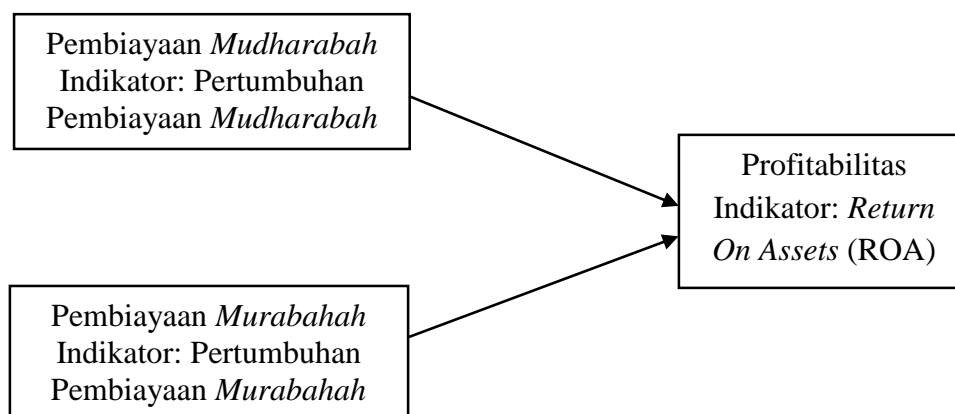 Pembiayaan Mudharabah
Indikator: Pertumbuhan
Pembiayaan Mudharabah
Profitabilitas
Indikator: Return
On Assets (ROA)
Pembiayaan Murabahah
Indikator: Pertumbuhan
Pembiayaan Murabahah